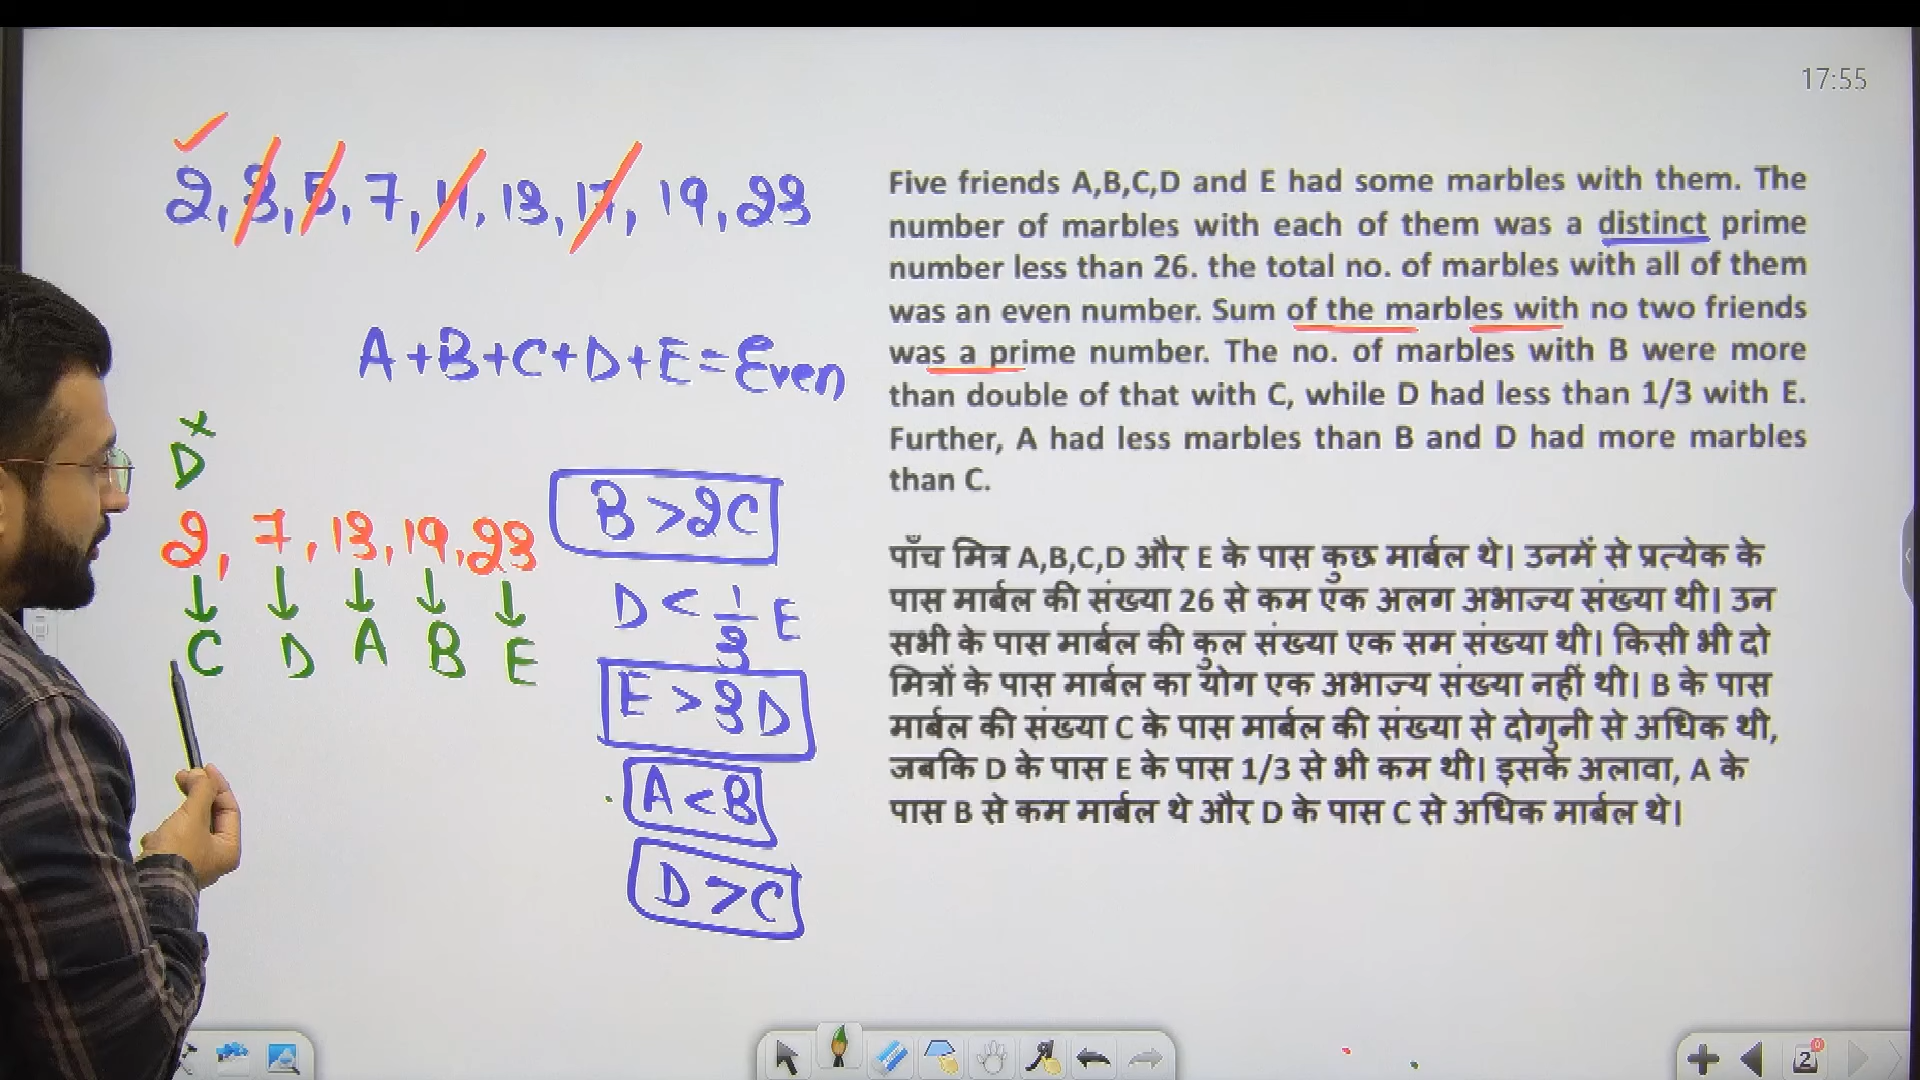 17:55
2, 3, 5, 7, 11, 13, 17, 19, 23
A+B+C+D+E=Even
D×
2, 7, 13, 19, 23
C D A B E
B >2C
D < 1/3 E
E > 3D
A < B
D >C
Five friends A,B,C,D and E had some marbles with them. The
number of marbles with each of them was a distinct prime
number less than 26. the total no. of marbles with all of them
was an even number. Sum of the marbles with no two friends
was a prime number. The no. of marbles with B were more
than double of that with C, while D had less than 1/3 with E.
Further, A had less marbles than B and D had more marbles
than C.
पाँच मित्र A,B,C,D और E के पास कुछ मार्बल थे। उनमें से प्रत्येक के
पास मार्बल की संख्या 26 से कम एक अलग अभाज्य संख्या थी। उन
सभी के पास मार्बल की कुल संख्या एक सम संख्या थी। किसी भी दो
मित्रों के पास मार्बल का योग एक अभाज्य संख्या नहीं थी। B के पास
मार्बल की संख्या C के पास मार्बल की संख्या से दोगुनी से अधिक थी,
जबकि D के पास E के पास 1/3 से भी कम थी। इसके अलावा, A के
पास B से कम मार्बल थे और D के पास C से अधिक मार्बल थे।
2